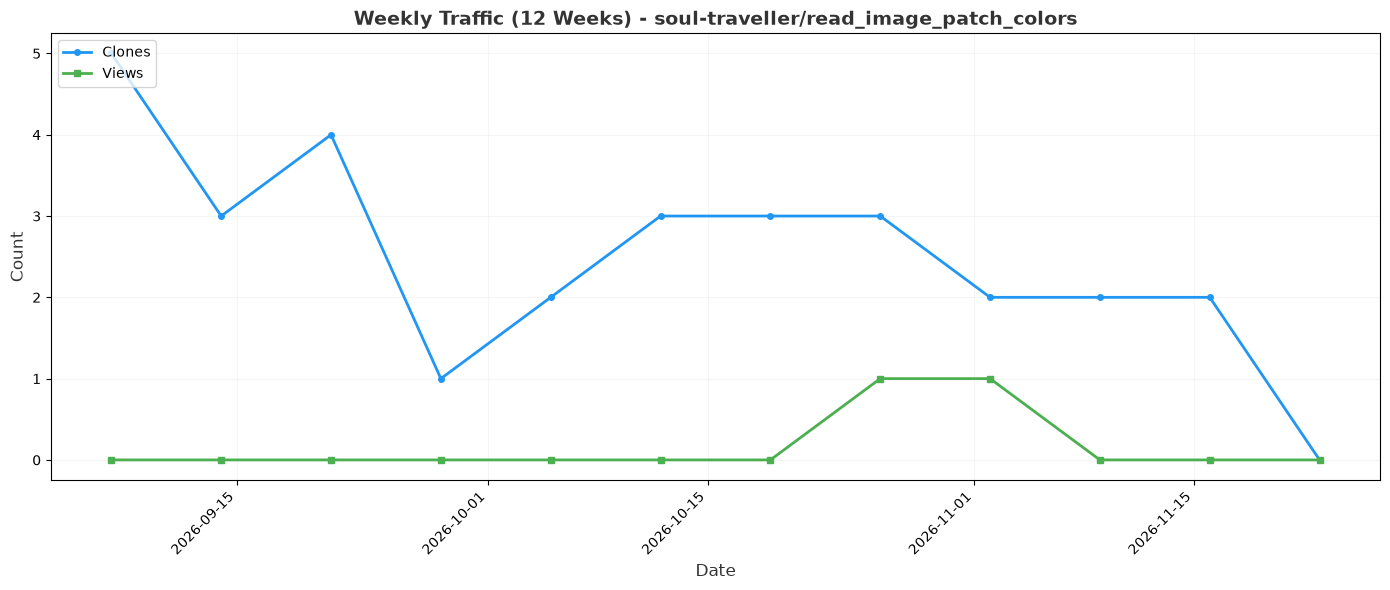 Weekly Traffic (12 Weeks) - soul-traveller/read_image_patch_colors
Clones
Views
Count
5
4
3
2
1
0
2026-09-15
2026-10-01
2026-10-15
2026-11-01
2026-11-15
Date